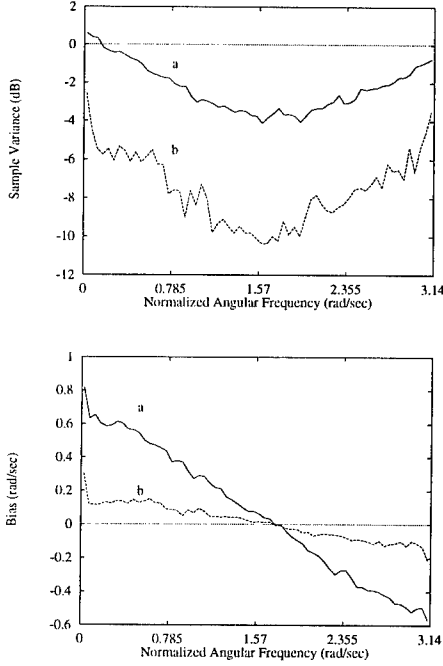 2
0
-2
-4
-6
-8
-10
-12
Sample Variance (dB)
a
b
0 0.785 1.57 2.355 3.14
Normalized Angular Frequency (rad/sec)
1
0.8
0.6
0.4
0.2
0
-0.2
-0.4
-0.6
Bias (rad/sec)
a
b
0 0.785 1.57 2.355 3.14
Normalized Angular Frequency (rad/sec)